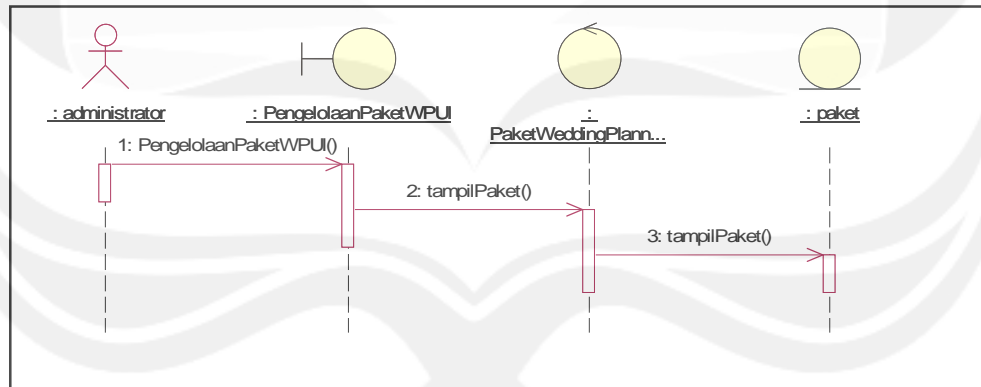 : administrator
: PengelolaanPaketWPUI
:
PaketWeddingPlann...
: paket
1: PengelolaanPaketWPUI()
2: tampilPaket()
3: tampilPaket()